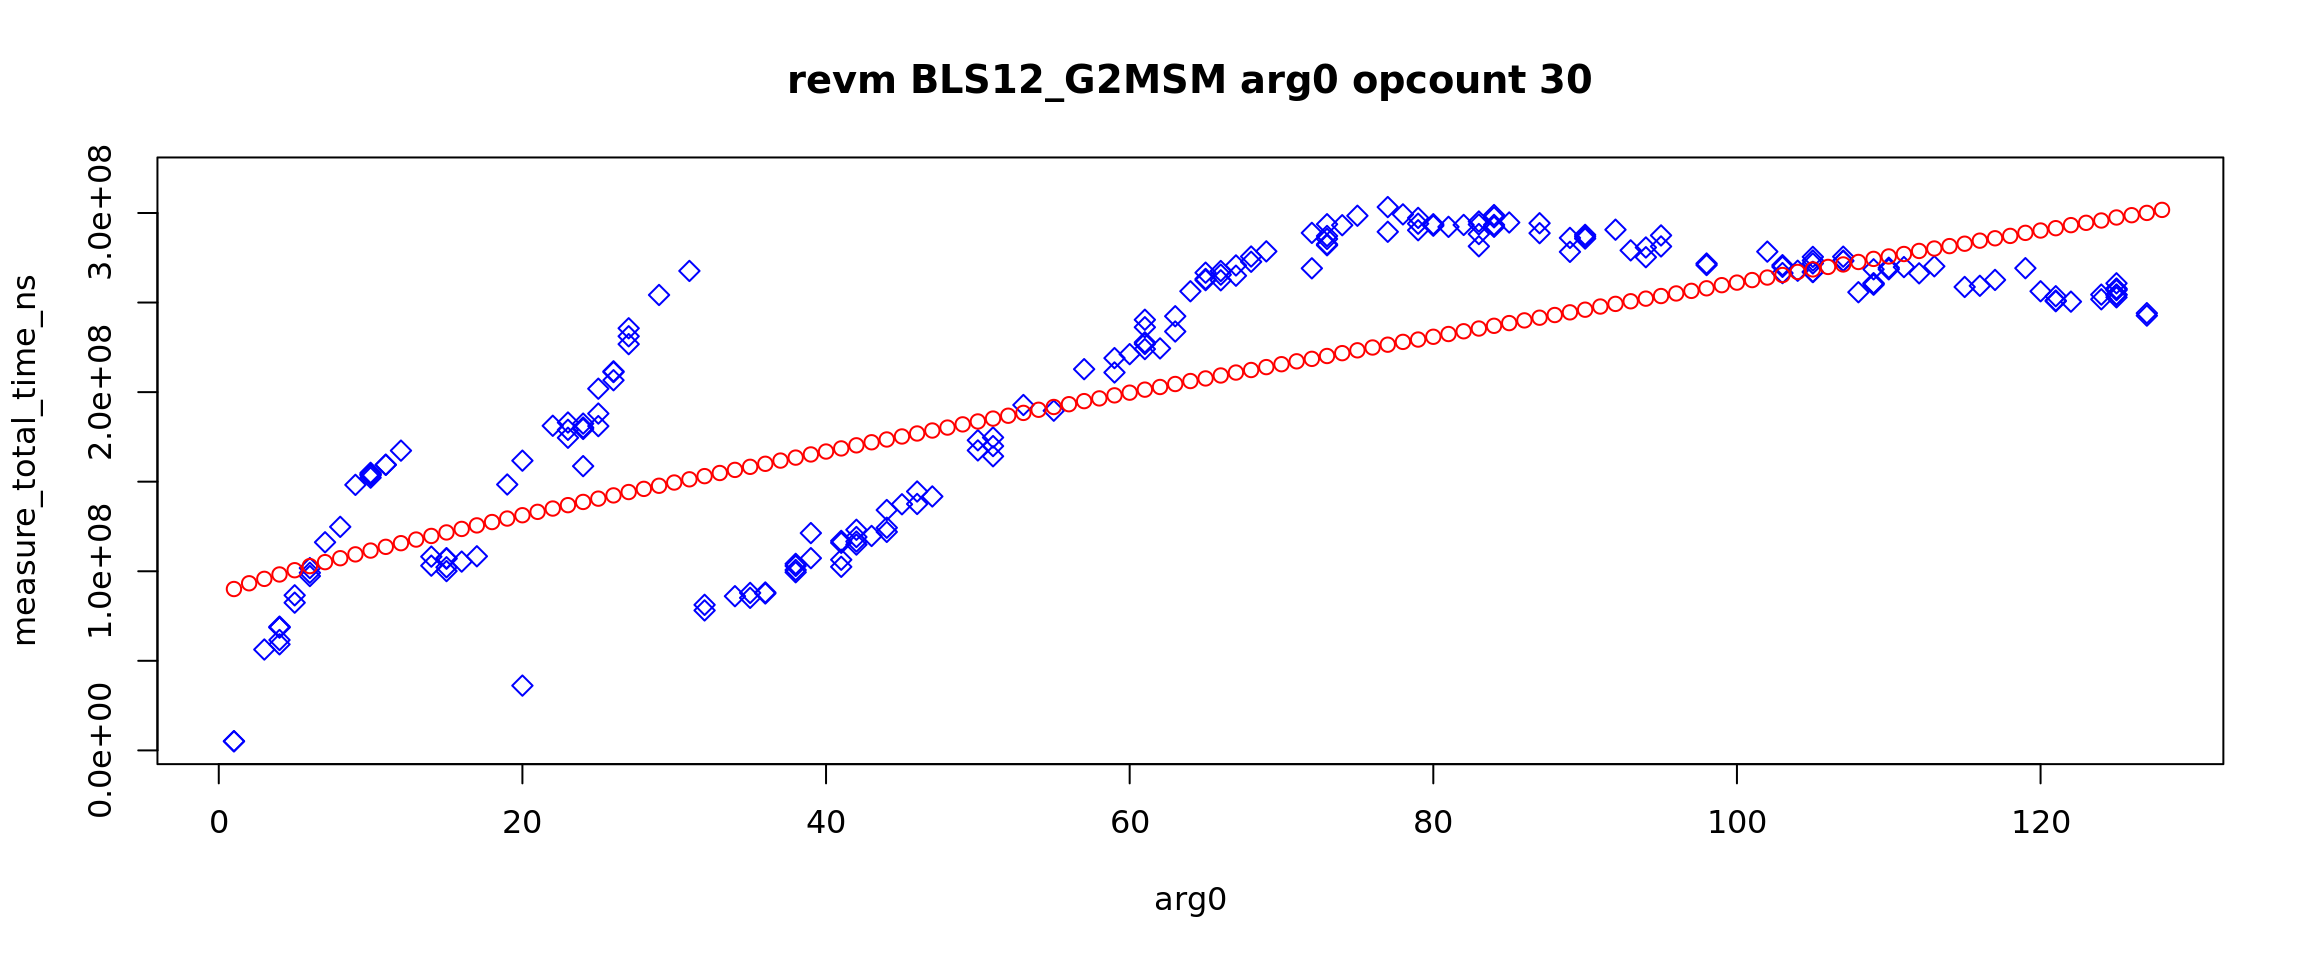 revm BLS12_G2MSM arg0 opcount 30
measure_total_time_ns
3.0e+08
2.0e+08
1.0e+08
0.0e+00
0 20 40 60 80 100 120
arg0